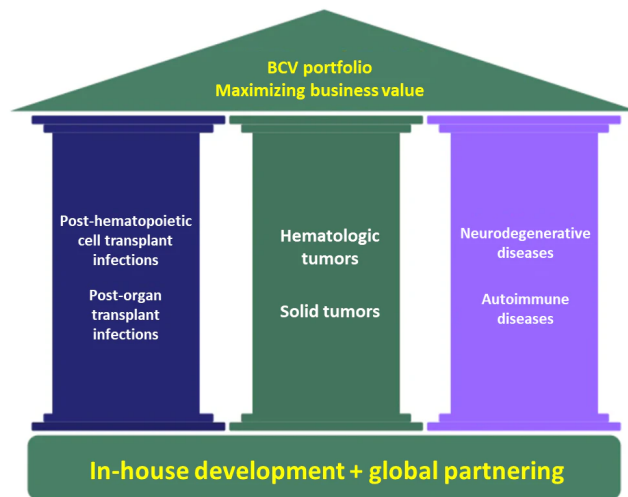 BCV portfolio
Maximizing business value
Post-hematopoietic
cell transplant
infections
Post-organ
transplant
infections
Hematologic
tumors
Solid tumors
Neurodegenerative
diseases
Autoimmune
diseases
In-house development + global partnering